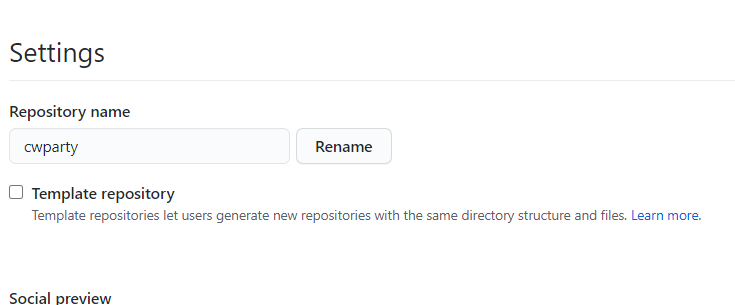 Settings
Repository name
cwparty
Rename
Template repository
Template repositories let users generate new repositories with the same directory structure and files. Learn more.
Social preview